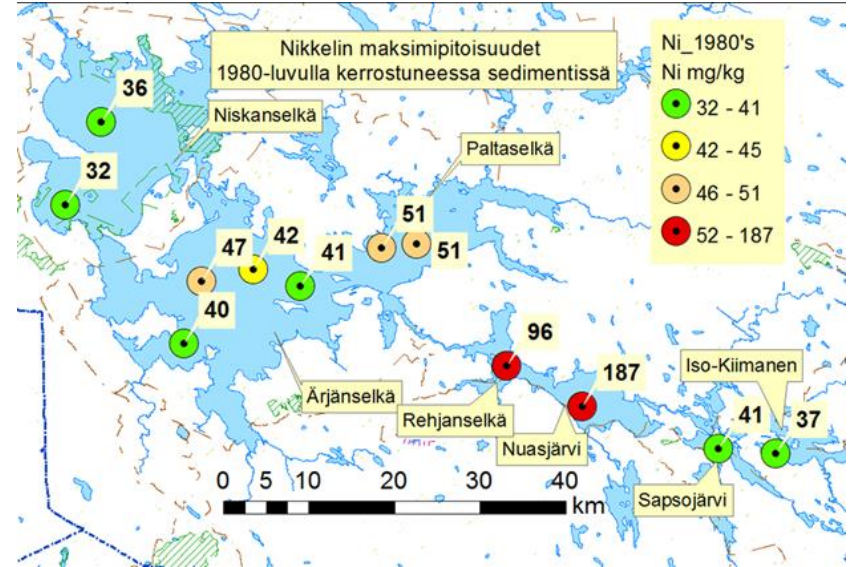 Nikkelin maksimipitoisuudet
1980-luvulla kerrostuneessa sedimentissä
Ni_1980's
Ni mg/kg
32 - 41
42 - 45
46 - 51
52 - 187
36
Niskanselkä
32
Paltaselkä
47
42
41
51
51
40
96
Iso-Kiimanen
187
Ärjänselkä
Rehjanselkä
Nuasjärvi
41
37
Sapsojärvi
0 5 10 20 30 40
km